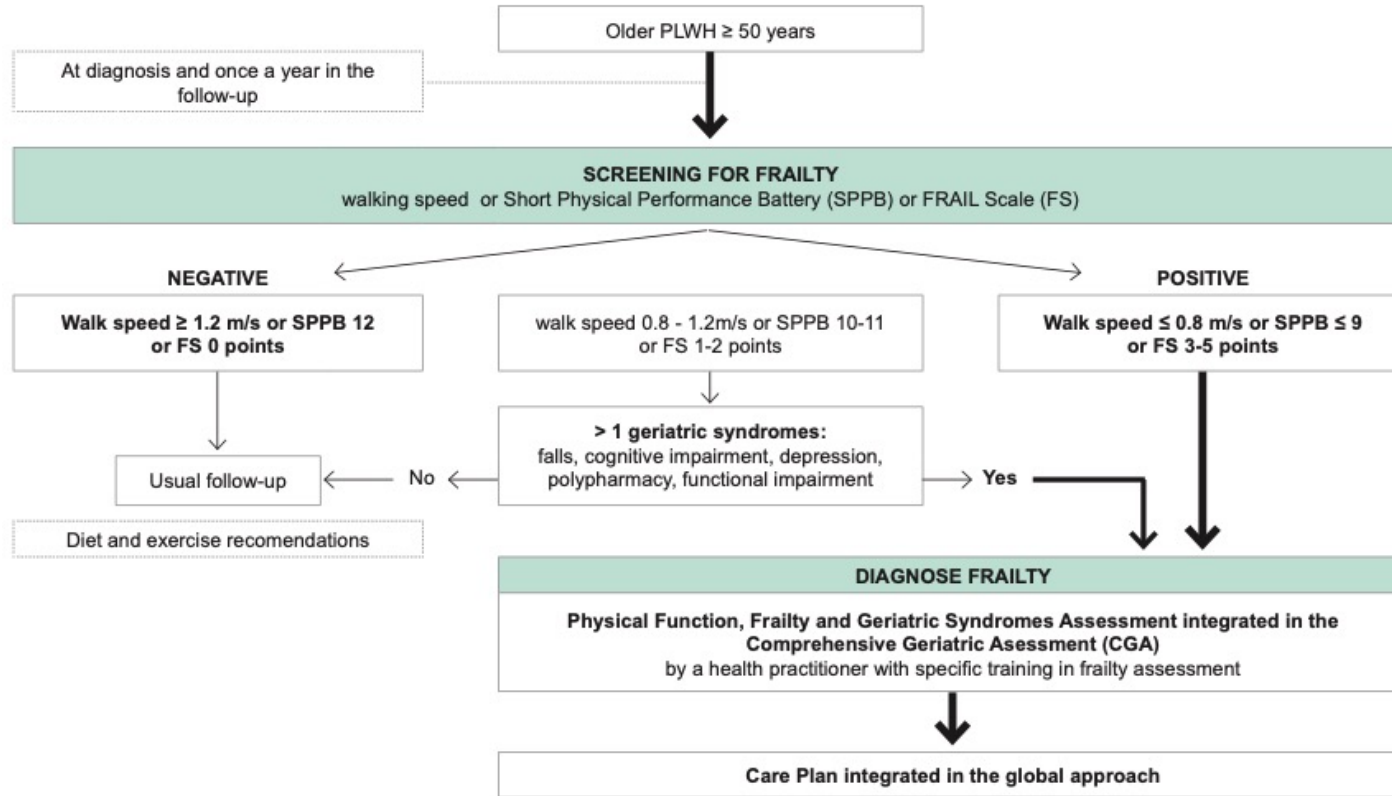 Older PLWH ≥ 50 years
At diagnosis and once a year in the
follow-up
SCREENING FOR FRAILTY
walking speed or Short Physical Performance Battery (SPPB) or FRAIL Scale (FS)
NEGATIVE
Walk speed ≥ 1.2 m/s or SPPB 12
or FS 0 points
walk speed 0.8 - 1.2m/s or SPPB 10-11
or FS 1-2 points
POSITIVE
Walk speed ≤ 0.8 m/s or SPPB ≤ 9
or FS 3-5 points
> 1 geriatric syndromes:
falls, cognitive impairment, depression,
polypharmacy, functional impairment
Usual follow-up
No
Yes
Diet and exercise recomendations
DIAGNOSE FRAILTY
Physical Function, Frailty and Geriatric Syndromes Assessment integrated in the
Comprehensive Geriatric Asessment (CGA)
by a health practitioner with specific training in frailty assessment
Care Plan integrated in the global approach